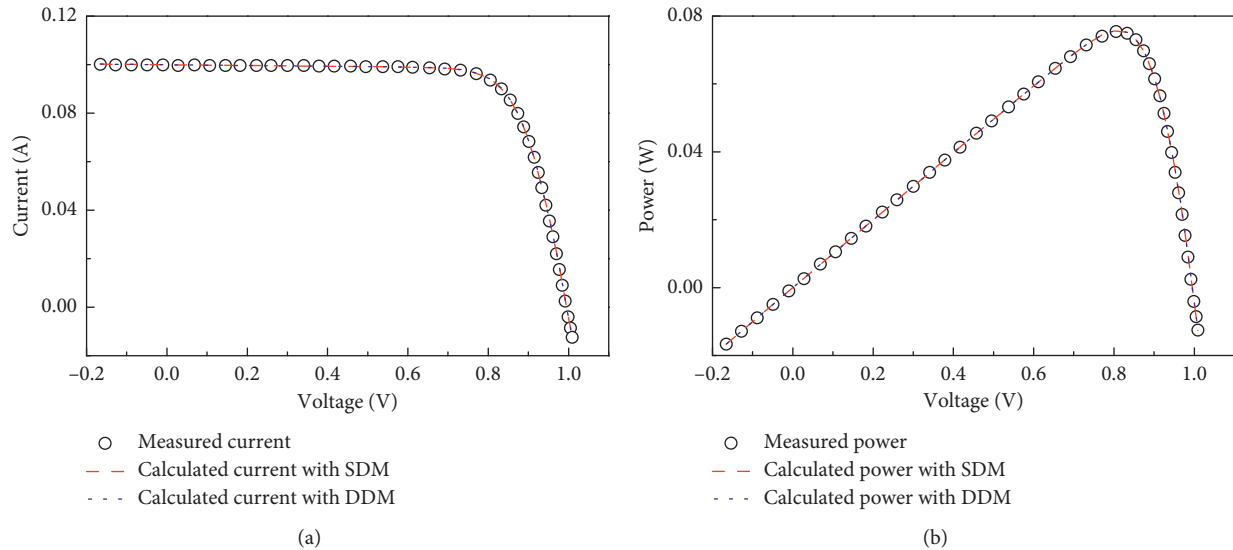 0.12
0.08
0.04
0.00
Current (A)
−0.2 0.0 0.2 0.4 0.6 0.8 1.0
Voltage (V)
Measured current
Calculated current with SDM
Calculated current with DDM
(a)
0.08
0.04
0.00
Power (W)
−0.2 0.0 0.2 0.4 0.6 0.8 1.0
Voltage (V)
Measured power
Calculated power with SDM
Calculated power with DDM
(b)